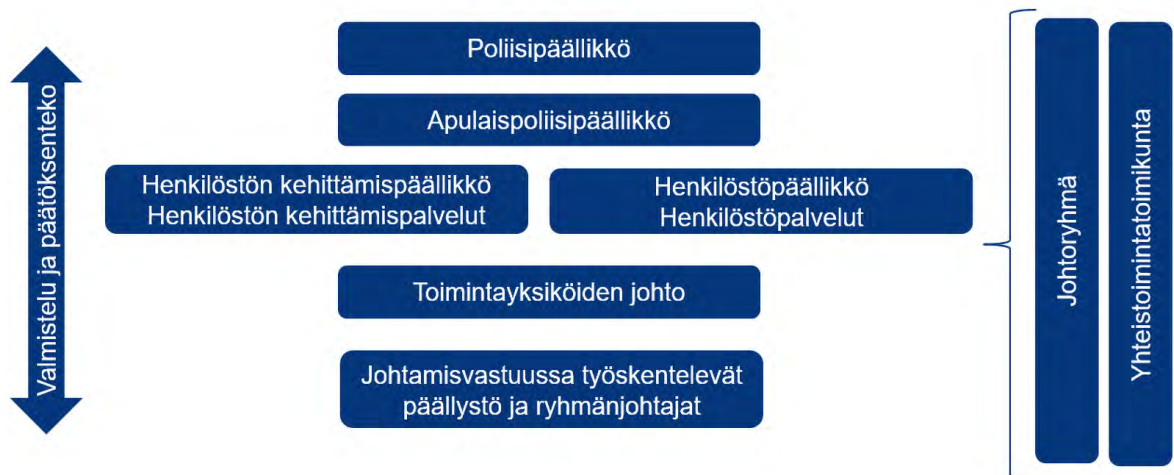 Valmistelu ja päätöksenteko
Poliisipäällikkö
Apulaispoliisipäällikkö
Henkilöstön kehittämispäällikkö
Henkilöstön kehittämispalvelut
Henkilöstöpäällikkö
Henkilöstöpalvelut
Toimintayksiköiden johto
Johtamisvastuussa työskentelevät
päällystö ja ryhmänjohtajat
Johtoryhmä
Yhteistoimintatoimikunta